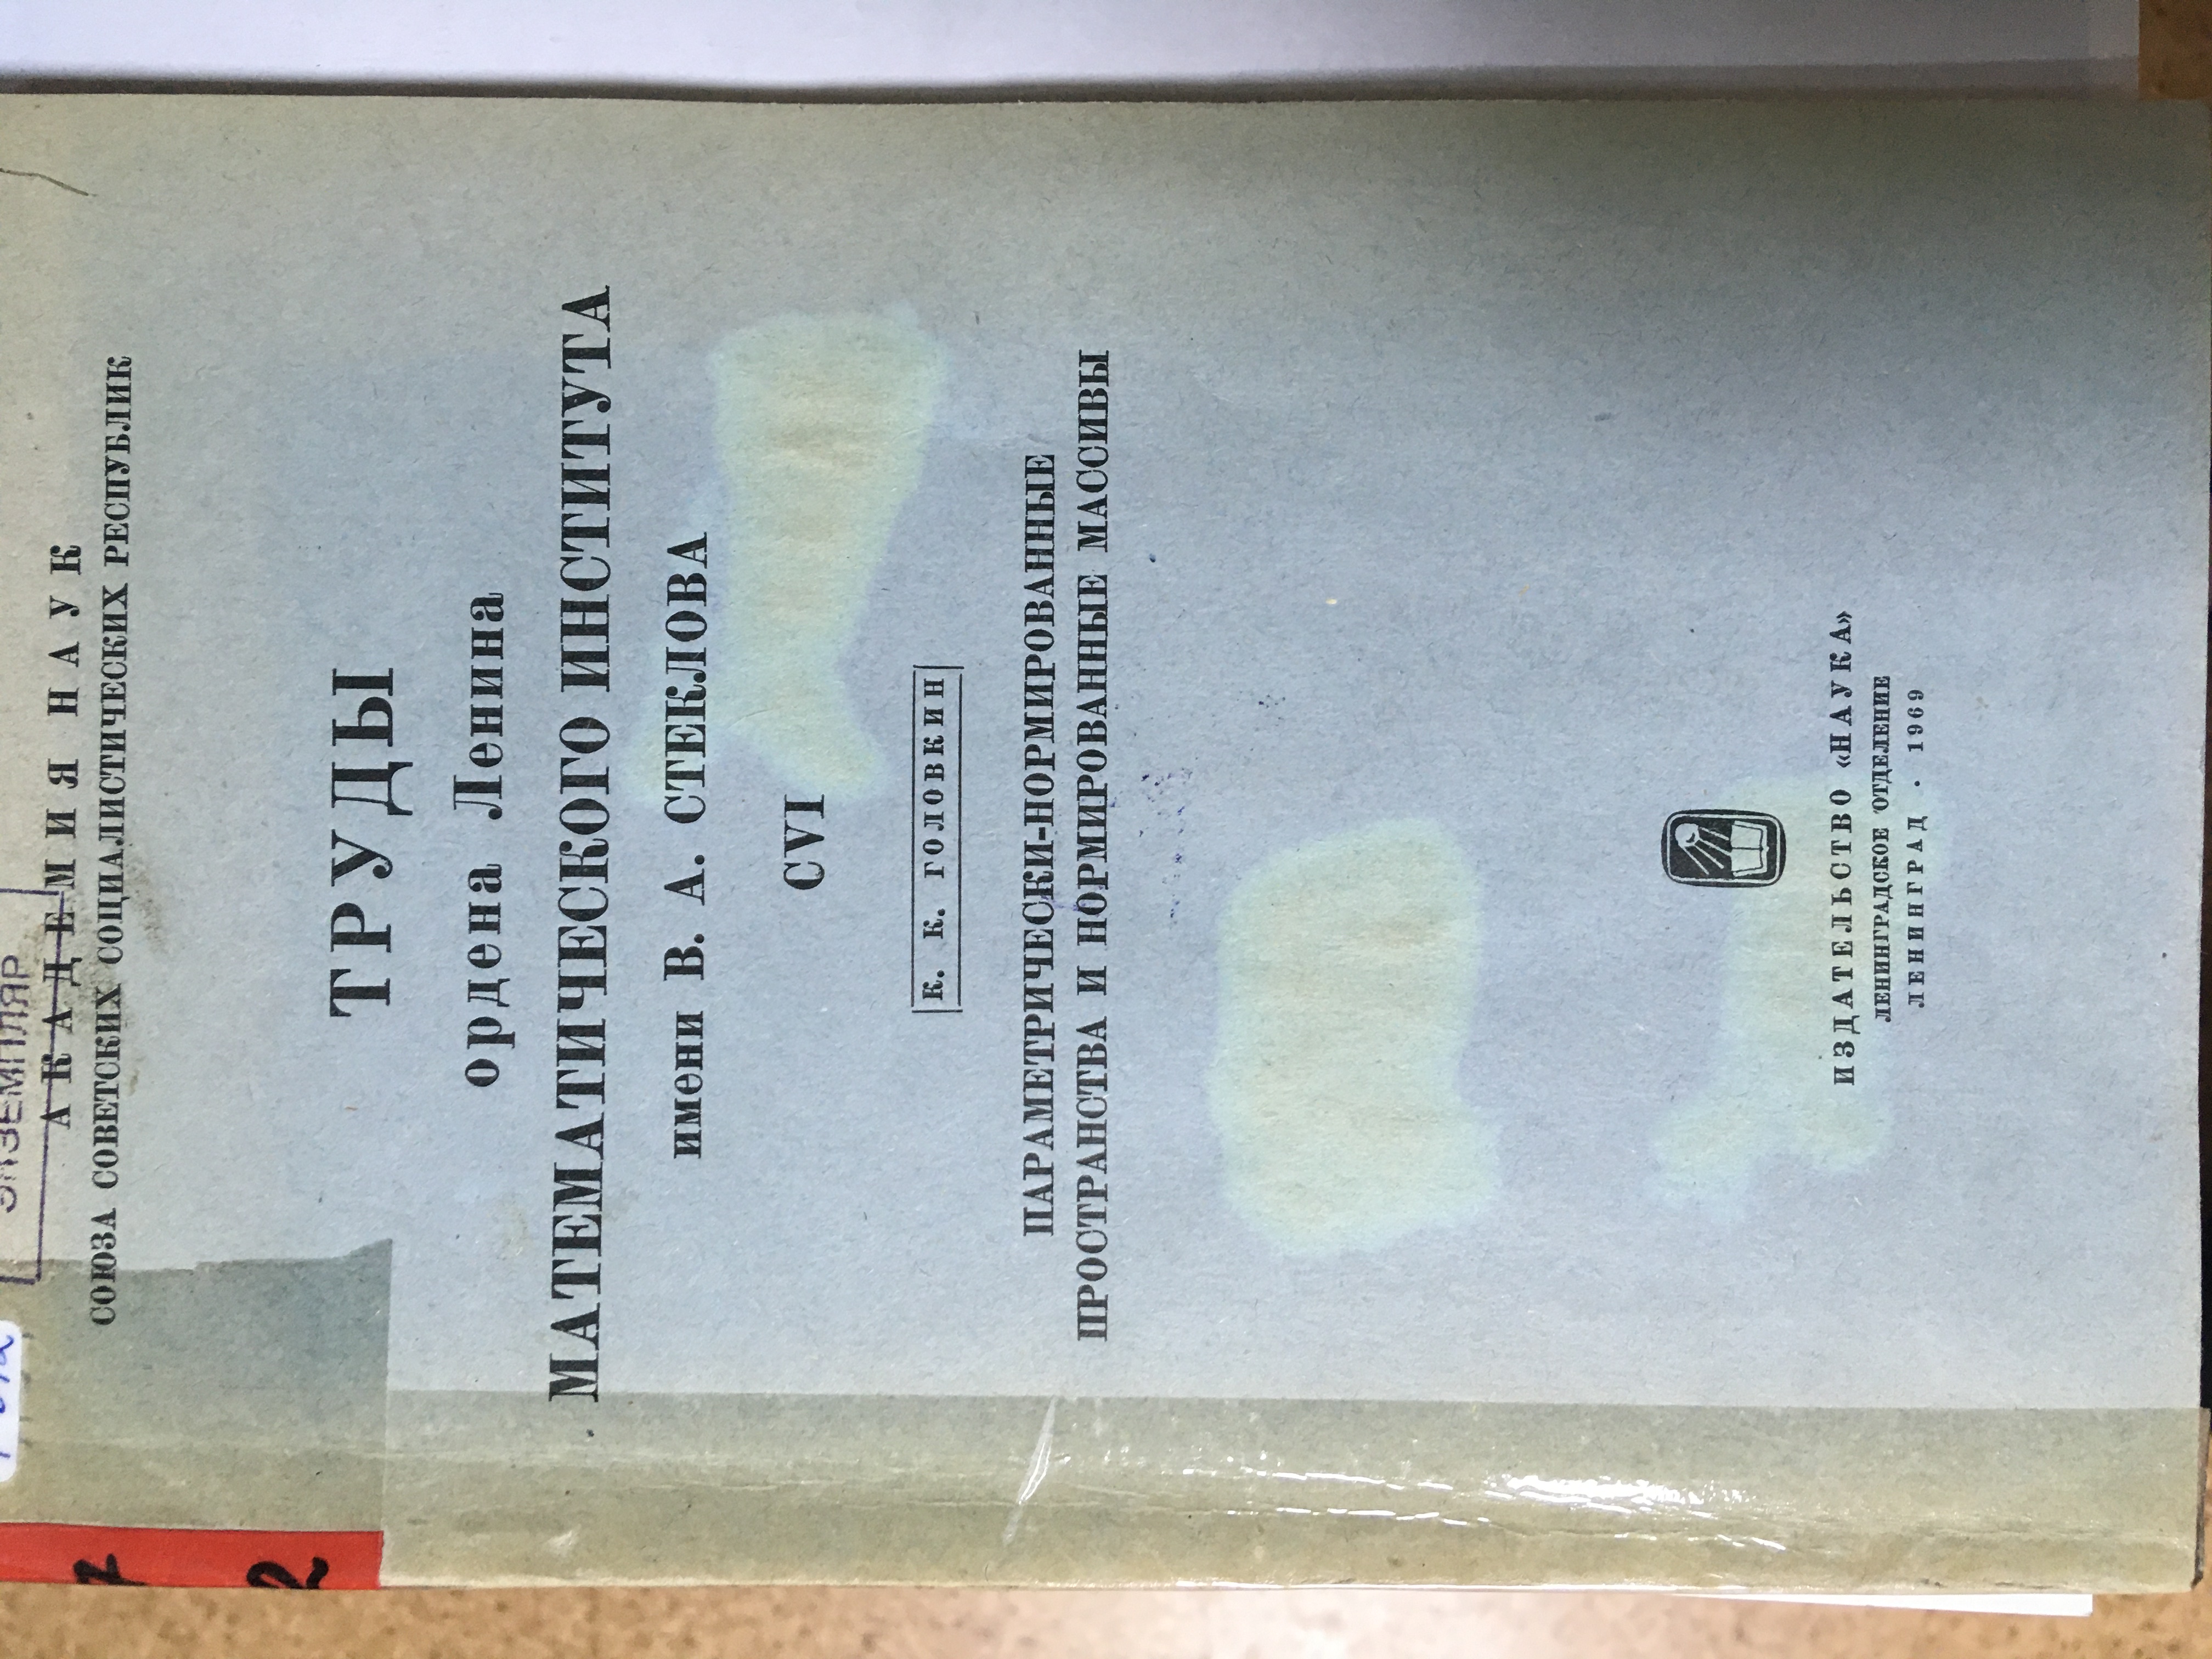 ЭКЗЕМПЛЯР
АКАДЕМИЯ НАУК
СОЮЗА СОВЕТСКИХ СОЦИАЛИСТИЧЕСКИХ РЕСПУБЛИК
ТРУДЫ
ордена Ленина
МАТЕМАТИЧЕСКОГО ИНСТИТУТА
имени В. А. СТЕКЛОВА
CVI
К. К. ГОЛОВКИН
ПАРАМЕТРИЧЕСКИ-НОРМИРОВАННЫЕ
ПРОСТРАНСТВА И НОРМИРОВАННЫЕ МАССИВЫ
ИЗДАТЕЛЬСТВО «НАУКА»
ЛЕНИНГРАДСКОЕ ОТДЕЛЕНИЕ
ЛЕНИНГРАД · 1969